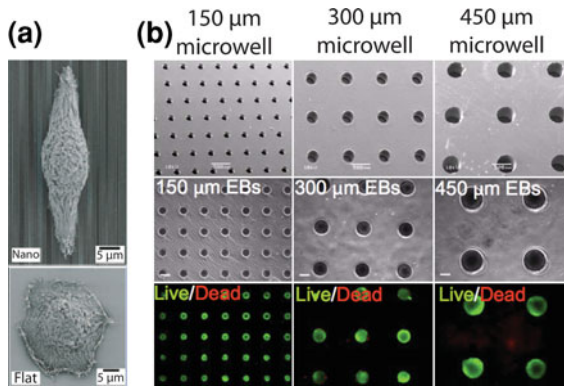 (a)
(b)
150 µm
microwell
300 µm
microwell
450 µm
microwell
150 µm EBs
300 µm EBs
450 µm EBs
Nano
5 µm
Live/Dead
Live/Dead
Live/Dead
Flat
5 µm